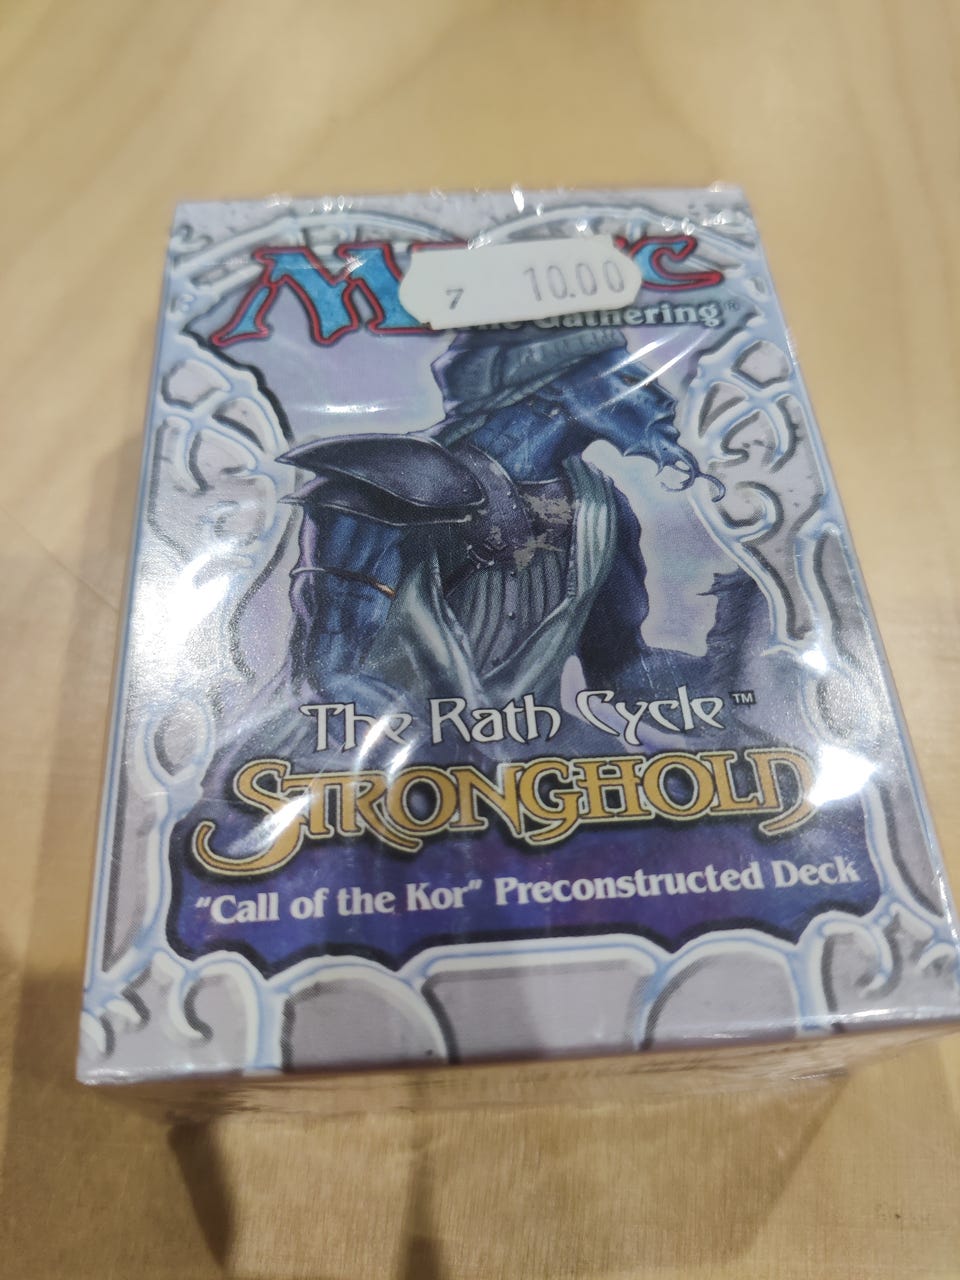 7 10.00
The Gathering®
The Rath Cycle™
STRONGHOLD
"Call of the Kor" Preconstructed Deck